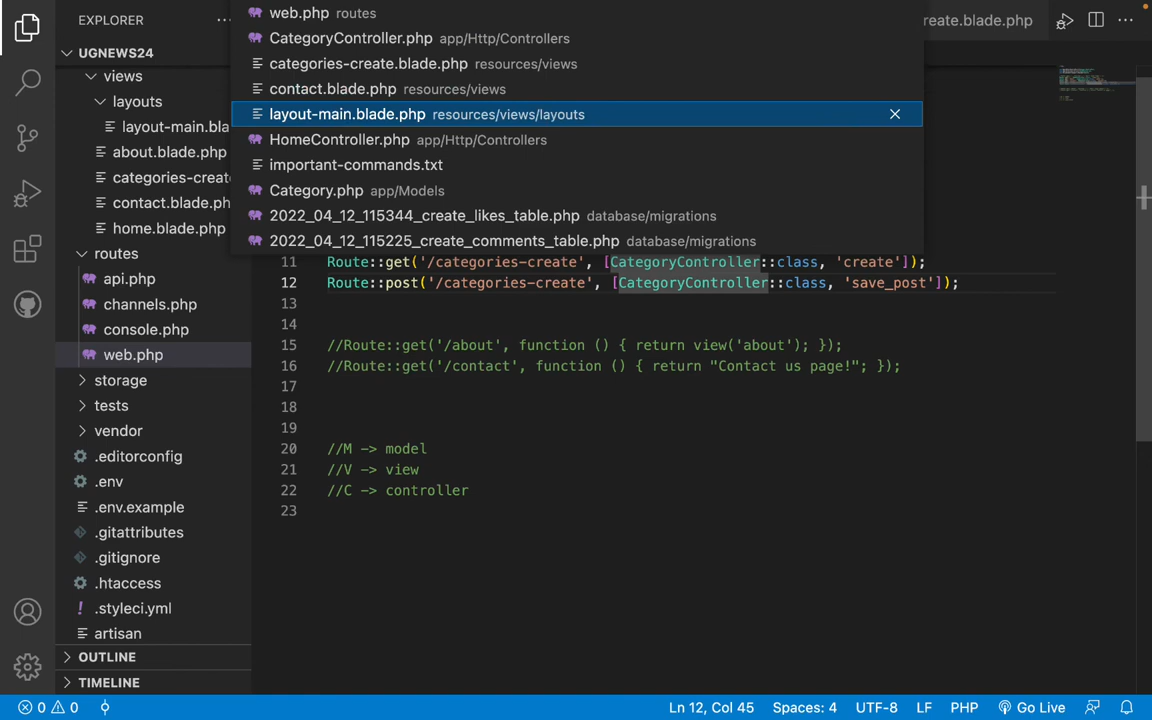 EXPLORER
UGNEWS24
views
layouts
layout-main.bla
about.blade.php
categories-create
contact.blade.ph
home.blade.php
routes
api.php
channels.php
console.php
web.php
storage
tests
vendor
.editorconfig
.env
.env.example
.gitattributes
.gitignore
.htaccess
.styleci.yml
artisan
OUTLINE
TIMELINE
web.php routes
CategoryController.php app/Http/Controllers
categories-create.blade.php resources/views
contact.blade.php resources/views
layout-main.blade.php resources/views/layouts
HomeController.php app/Http/Controllers
important-commands.txt
Category.php app/Models
2022_04_12_115344_create_likes_table.php database/migrations
2022_04_12_115225_create_comments_table.php database/migrations
reate.blade.php
11 Route::get('/categories-create', [CategoryController::class, 'create']);
12 Route::post('/categories-create', [CategoryController::class, 'save_post']);
13
14
15 //Route::get('/about', function () { return view('about'); });
16 //Route::get('/contact', function () { return "Contact us page!"; });
17
18
19
20 //M -> model
21 //V -> view
22 //C -> controller
23
0 0
Ln 12, Col 45 Spaces: 4 UTF-8 LF PHP Go Live